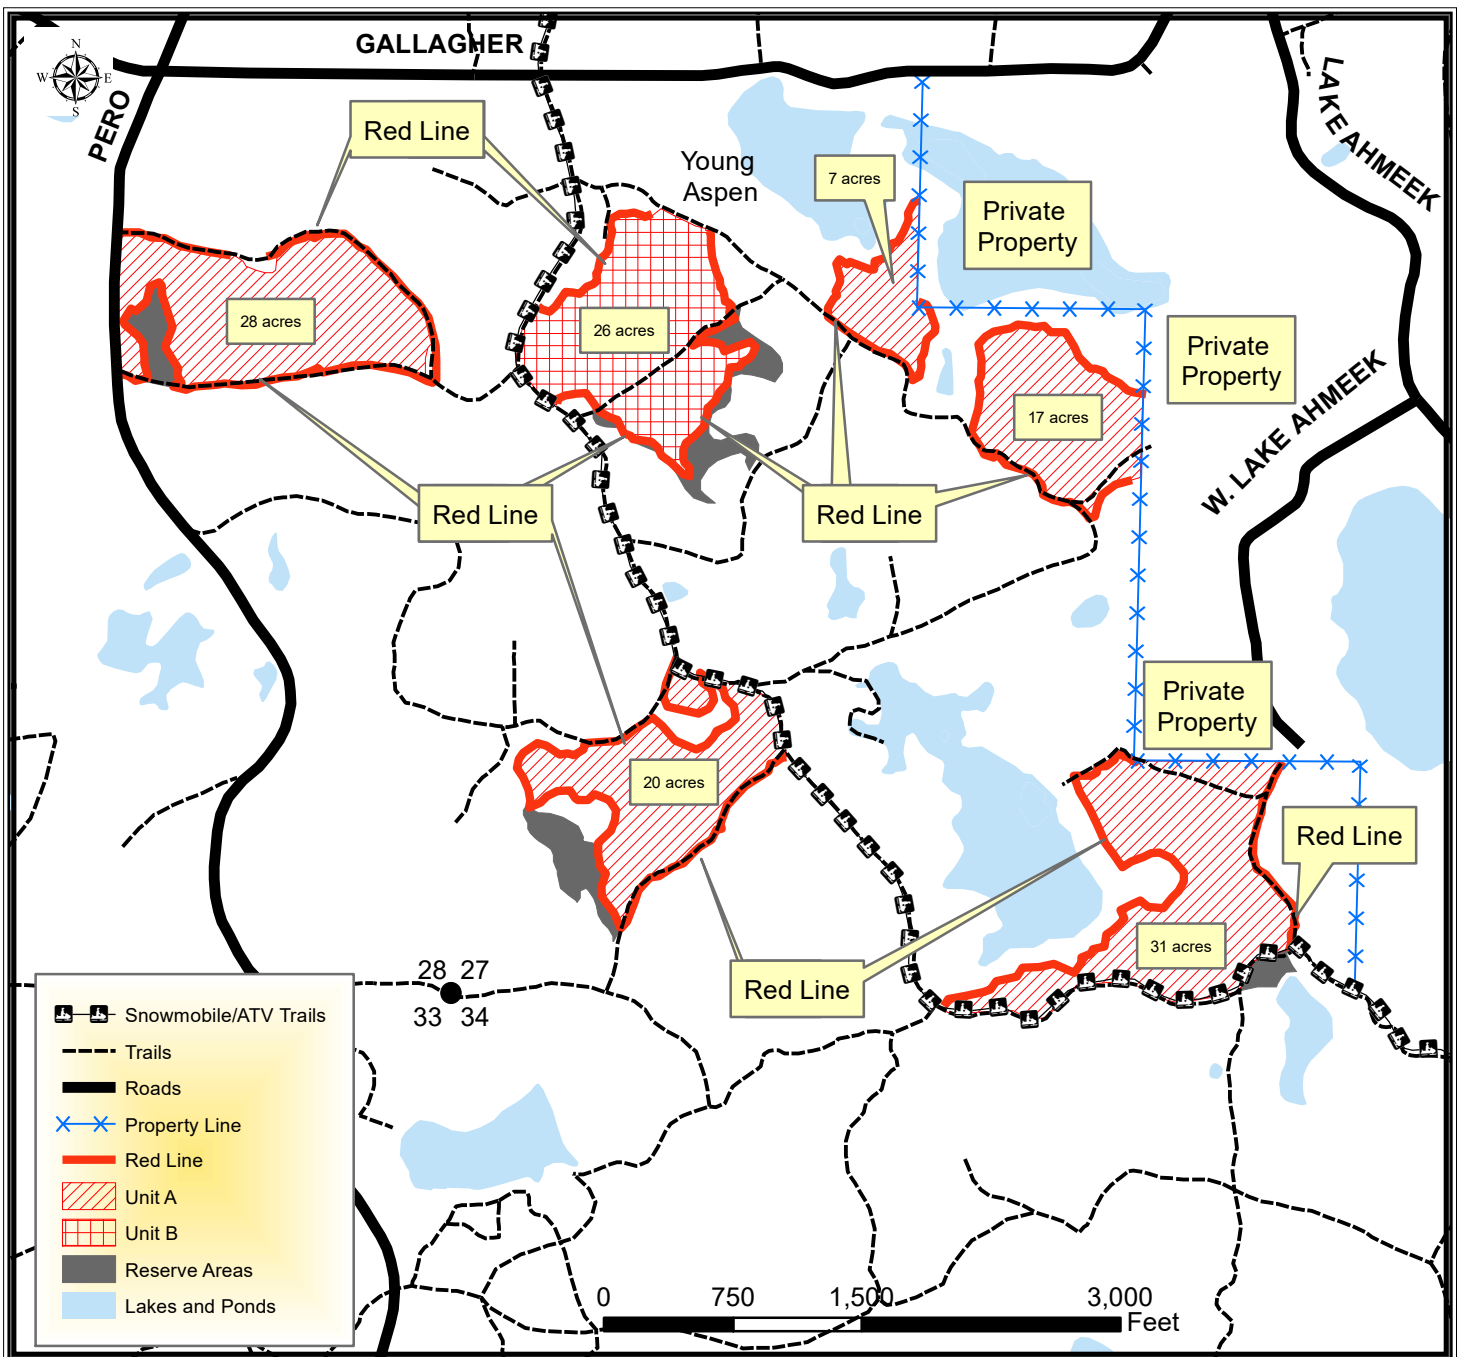 GALLAGHER
N
W E
S
PERO
LAKE AHMEEK
Red Line
Young
Aspen
7 acres
Private
Property
28 acres
26 acres
Private
Property
W. LAKE AHMEEK
17 acres
Red Line
Red Line
Private
Property
20 acres
Red Line
31 acres
Red Line
28 27
33 34
Snowmobile/ATV Trails
Trails
Roads
Property Line
Red Line
Unit A
Unit B
Reserve Areas
Lakes and Ponds
0 750 1,500 3,000
Feet